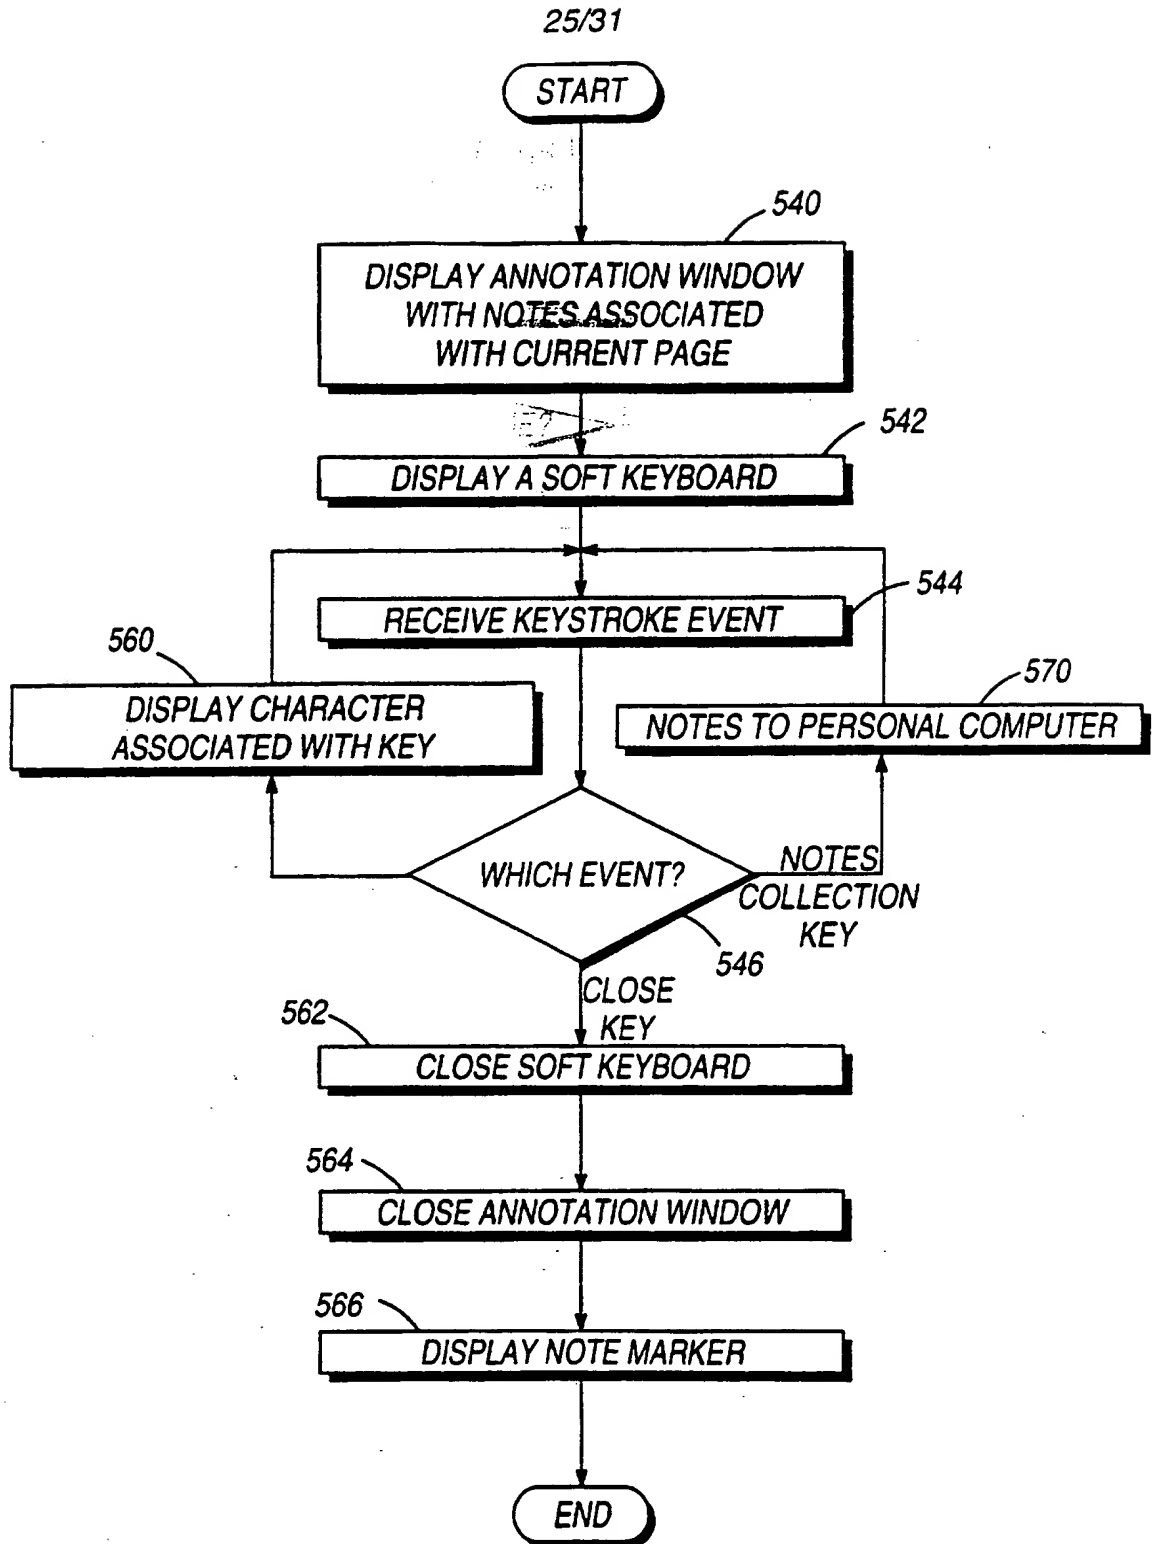 25/31
START
540
DISPLAY ANNOTATION WINDOW
WITH NOTES ASSOCIATED
WITH CURRENT PAGE
542
DISPLAY A SOFT KEYBOARD
544
RECEIVE KEYSTROKE EVENT
560
DISPLAY CHARACTER
ASSOCIATED WITH KEY
570
NOTES TO PERSONAL COMPUTER
WHICH EVENT?
NOTES
COLLECTION
KEY
546
CLOSE
KEY
562
CLOSE SOFT KEYBOARD
564
CLOSE ANNOTATION WINDOW
566
DISPLAY NOTE MARKER
END